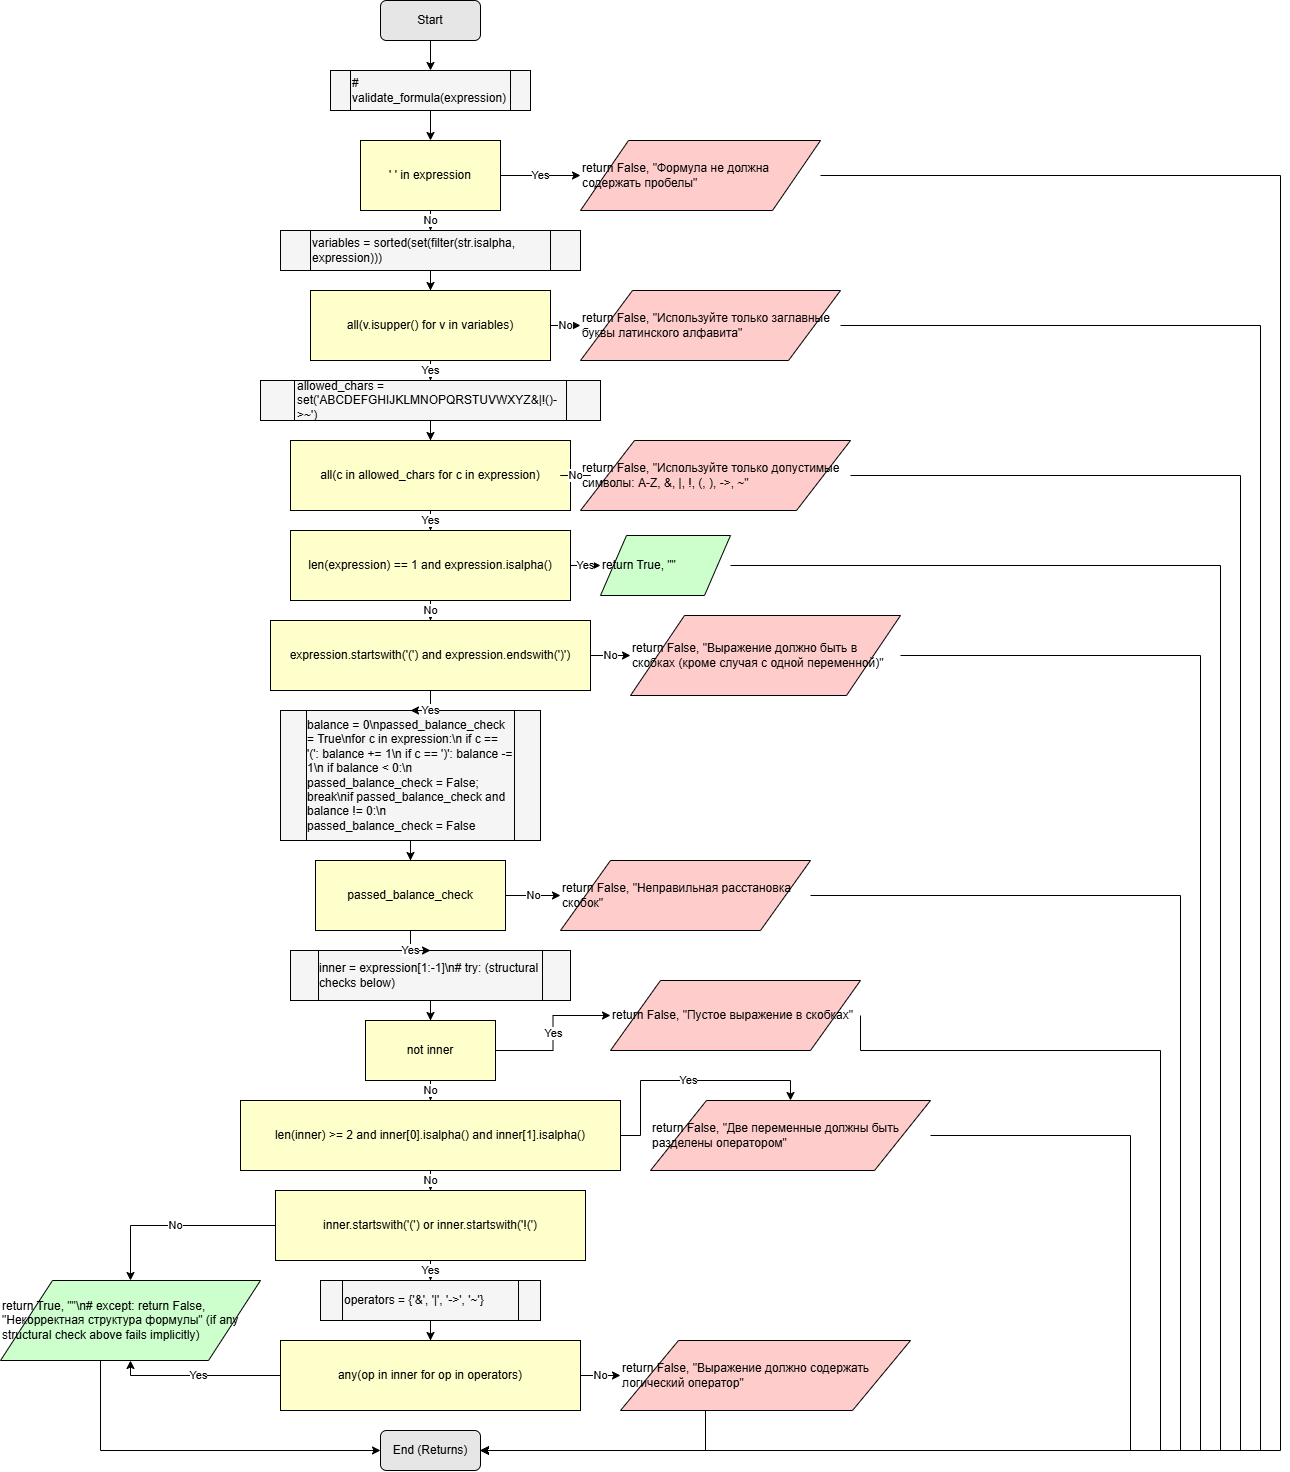 Start
#
validate_formula(expression)
' ' in expression
Yes
return False, "Формула не должна
содержать пробелы"
No
variables = sorted(set(filter(str.isalpha,
expression)))
all(v.isupper() for v in variables)
No
return False, "Используйте только заглавные
буквы латинского алфавита"
Yes
allowed_chars =
set('ABCDEFGHIJKLMNOPQRSTUVWXYZ&|!()-
>~')
all(c in allowed_chars for c in expression)
No
return False, "Используйте только допустимые
символы: A-Z, &, |, !, (, ), ->, ~"
Yes
len(expression) == 1 and expression.isalpha()
Yes
return True, ""
No
expression.startswith('(') and expression.endswith(')')
No
return False, "Выражение должно быть в
скобках (кроме случая с одной переменной)"
Yes
balance = 0\npassed_balance_check
= True\nfor c in expression:\n if c ==
'(': balance += 1\n if c == ')': balance -=
1\n if balance < 0:\n
passed_balance_check = False;
break\nif passed_balance_check and
balance != 0:\n
passed_balance_check = False
passed_balance_check
No
return False, "Неправильная расстановка
скобок"
Yes
inner = expression[1:-1]\n# try: (structural
checks below)
not inner
Yes
return False, "Пустое выражение в скобках"
No
len(inner) >= 2 and inner[0].isalpha() and inner[1].isalpha()
Yes
return False, "Две переменные должны быть
разделены оператором"
No
inner.startswith('(') or inner.startswith('!(')
No
Yes
return True, ""\n# except: return False,
"Некорректная структура формулы" (if any
structural check above fails implicitly)
operators = {'&', '|', '->', '~'}
any(op in inner for op in operators)
Yes
No
return False, "Выражение должно содержать
логический оператор"
End (Returns)